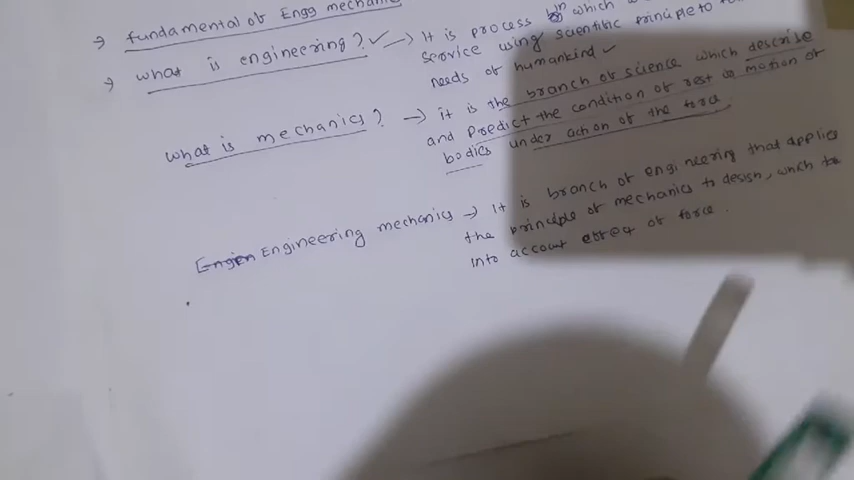 → fundamental of Engg mechanic
→ what is engineering? ✓ → It is process in which
service using scientific principle to
needs of humankind ✓
what is mechanics? → it is the branch of science which describe
and Predict the condition of rest or motion of
bodies under action of the force
Engineering mechanics → It is branch of engineering that applies
the principle of mechanics to design, which
into account effect of force.